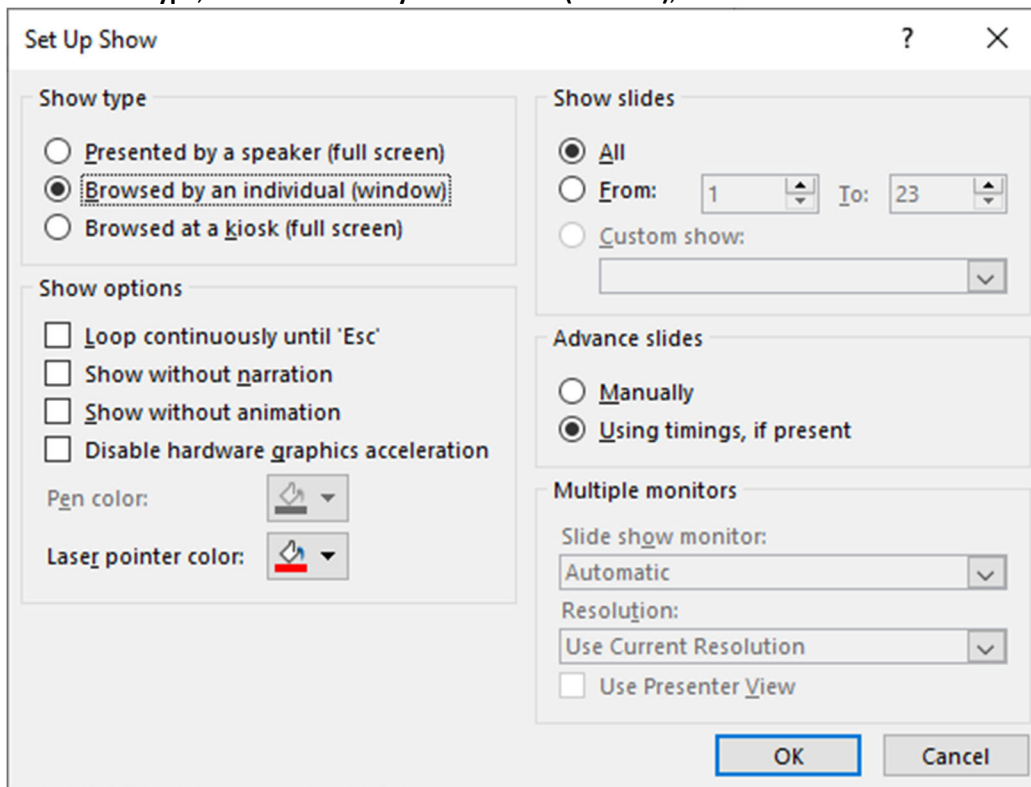 Set Up Show
Show type
Presented by a speaker (full screen)
Browsed by an individual (window)
Browsed at a kiosk (full screen)
Show options
Loop continuously until 'Esc'
Show without narration
Show without animation
Disable hardware graphics acceleration
Pen color:
Laser pointer color:
Show slides
All
From: 1 To: 23
Custom show:
Advance slides
Manually
Using timings, if present
Multiple monitors
Slide show monitor:
Automatic
Resolution:
Use Current Resolution
Use Presenter View
OK Cancel